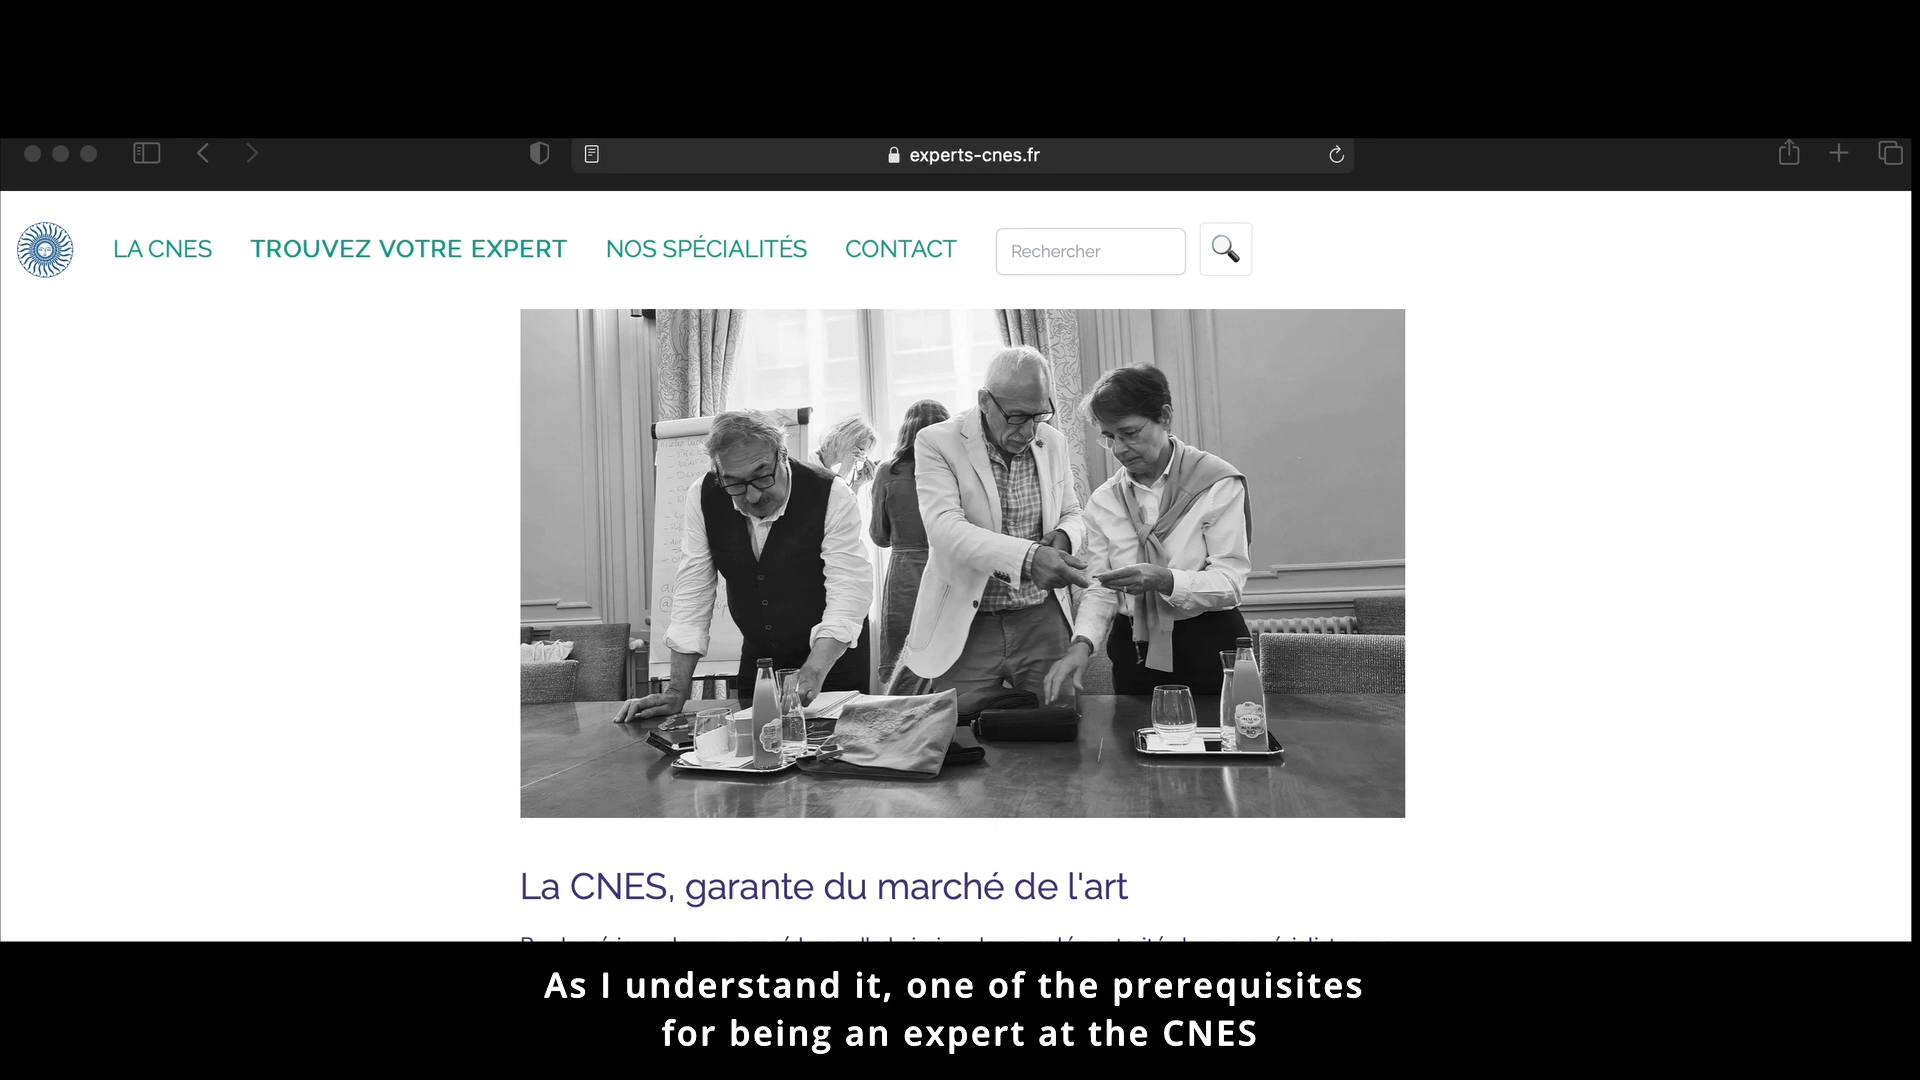 experts-cnes.fr
LA CNES
TROUVEZ VOTRE EXPERT
NOS SPÉCIALITÉS
CONTACT
Rechercher
La CNES, garante du marché de l'art
As I understand it, one of the prerequisites
for being an expert at the CNES